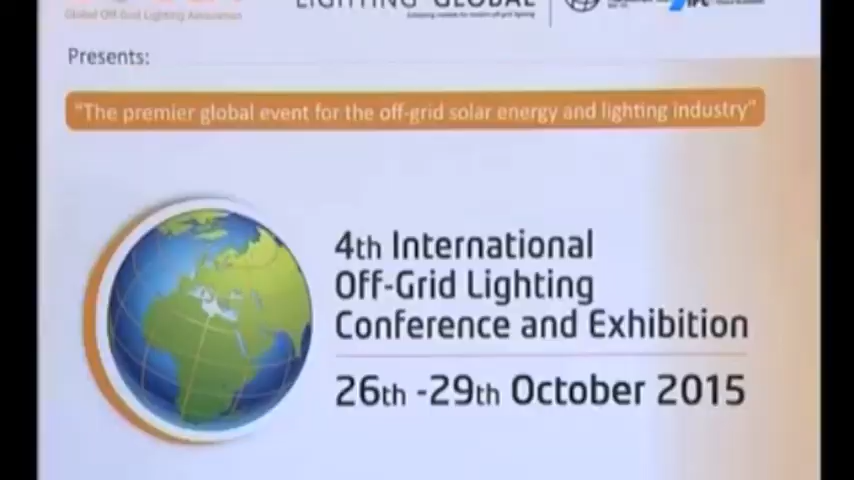 Global Off-Grid Lighting Association
LIGHTING GLOBAL
IFC
Presents:
"The premier global event for the off-grid solar energy and lighting industry"
4th International
Off-Grid Lighting
Conference and Exhibition
26th -29th October 2015